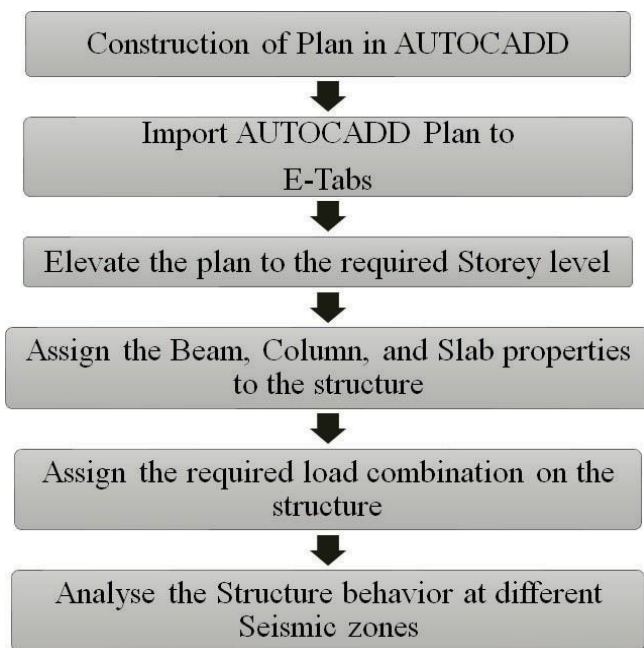 Construction of Plan in AUTOCADD
Import AUTOCADD Plan to
E-Tabs
Elevate the plan to the required Storey level
Assign the Beam, Column, and Slab properties
to the structure
Assign the required load combination on the
structure
Analyse the Structure behavior at different
Seismic zones